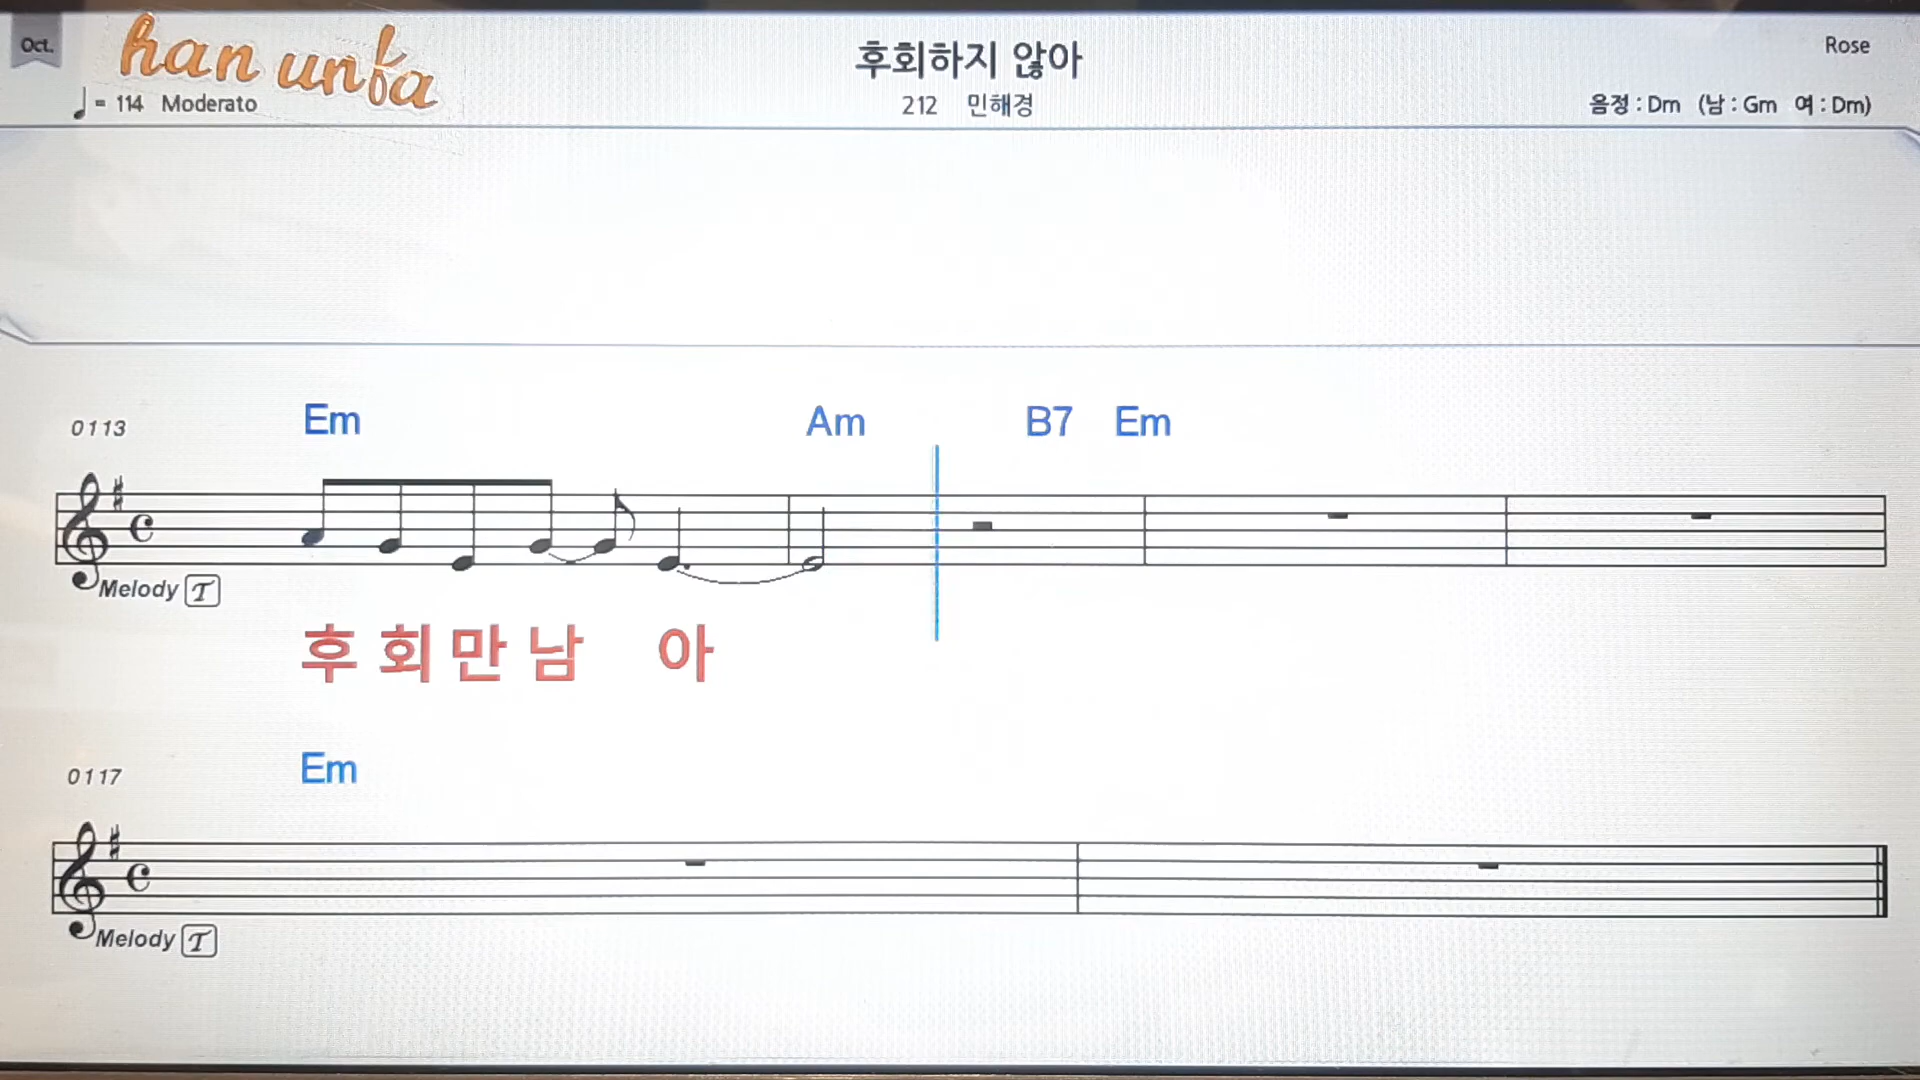 Oct.
han unfa
후회하지 않아
Rose
♩ = 114 Moderato
212 민해경
음정 : Dm (남 : Gm 여 : Dm)
0113
Em Am B7 Em
Melody T
후 회 만 남 아
0117
Em
Melody T